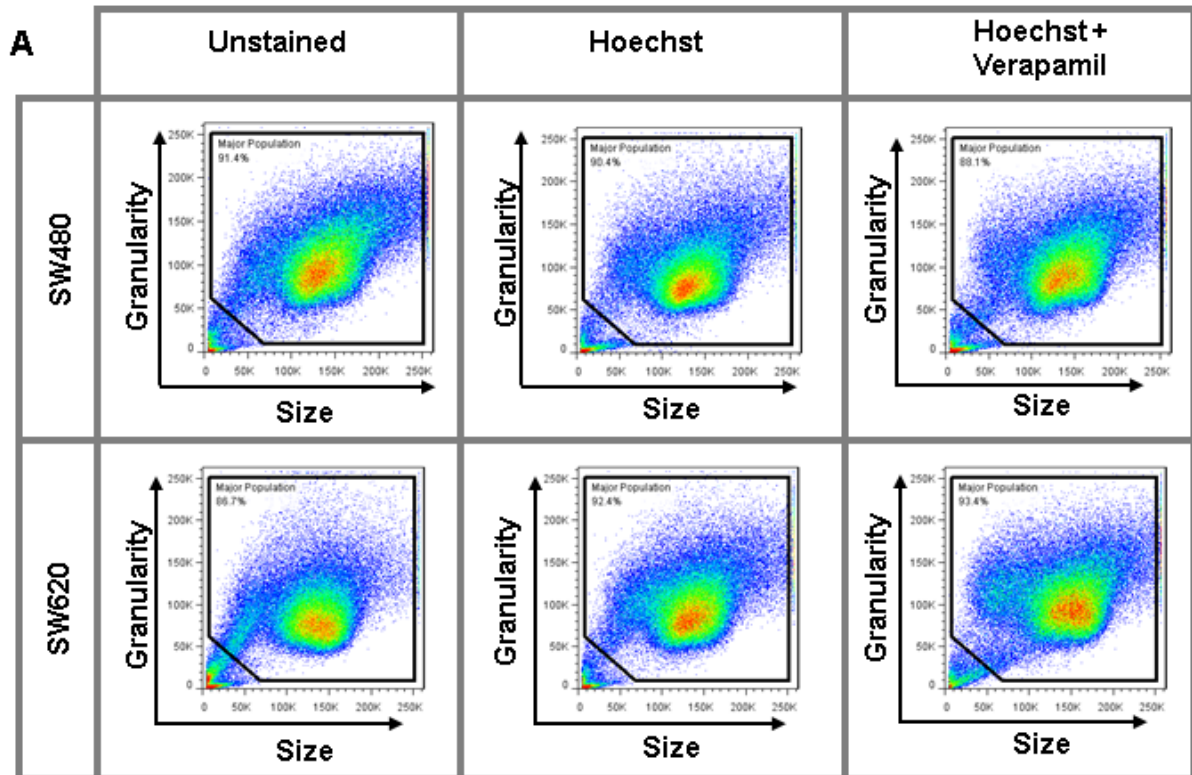 A
Unstained
Hoechst
Hoechst +
Verapamil
SW480
Granularity
250K
200K
150K
100K
50K
0
Major Population
91.4%
0 50K 100K 150K 200K 250K
Size
Granularity
250K
200K
150K
100K
50K
0
Major Population
90.4%
0 50K 100K 150K 200K 250K
Size
Granularity
250K
200K
150K
100K
50K
0
Major Population
88.1%
0 50K 100K 150K 200K 250K
Size
SW620
Granularity
250K
200K
150K
100K
50K
0
Major Population
86.7%
0 50K 100K 150K 200K 250K
Size
Granularity
250K
200K
150K
100K
50K
0
Major Population
92.4%
0 50K 100K 150K 200K 250K
Size
Granularity
250K
200K
150K
100K
50K
0
Major Population
93.4%
0 50K 100K 150K 200K 250K
Size